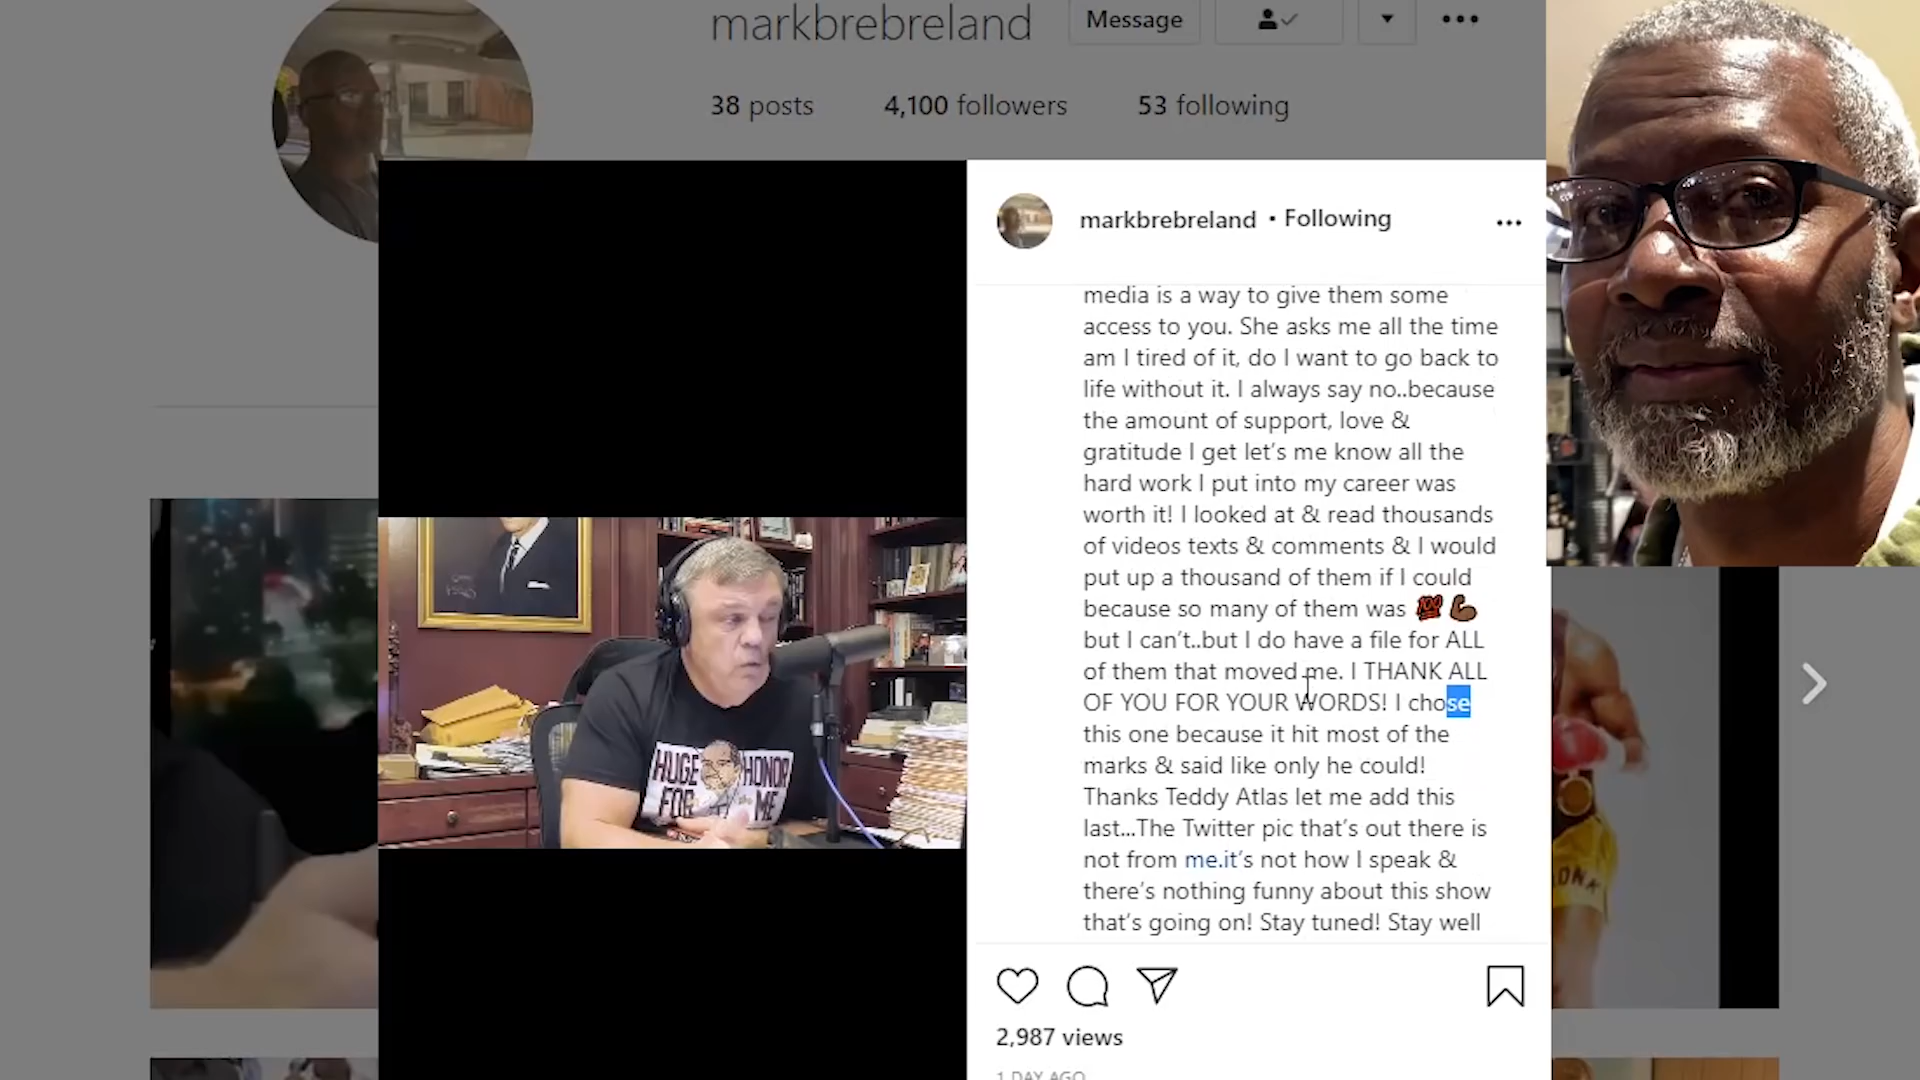 markbrebreland
Message
38 posts 4,100 followers 53 following
markbrebreland • Following
media is a way to give them some
access to you. She asks me all the time
am I tired of it, do I want to go back to
life without it. I always say no..because
the amount of support, love &
gratitude I get let's me know all the
hard work I put into my career was
worth it! I looked at & read thousands
of videos texts & comments & I would
put up a thousand of them if I could
because so many of them was 💯 💪🏾
but I can't..but I do have a file for ALL
of them that moved me. I THANK ALL
OF YOU FOR YOUR WORDS! I chose
this one because it hit most of the
marks & said like only he could!
Thanks Teddy Atlas let me add this
last...The Twitter pic that's out there is
not from me.it's not how I speak &
there's nothing funny about this show
that's going on! Stay tuned! Stay well
2,987 views
1 DAY AGO
HUGE HONOR
FOR ME